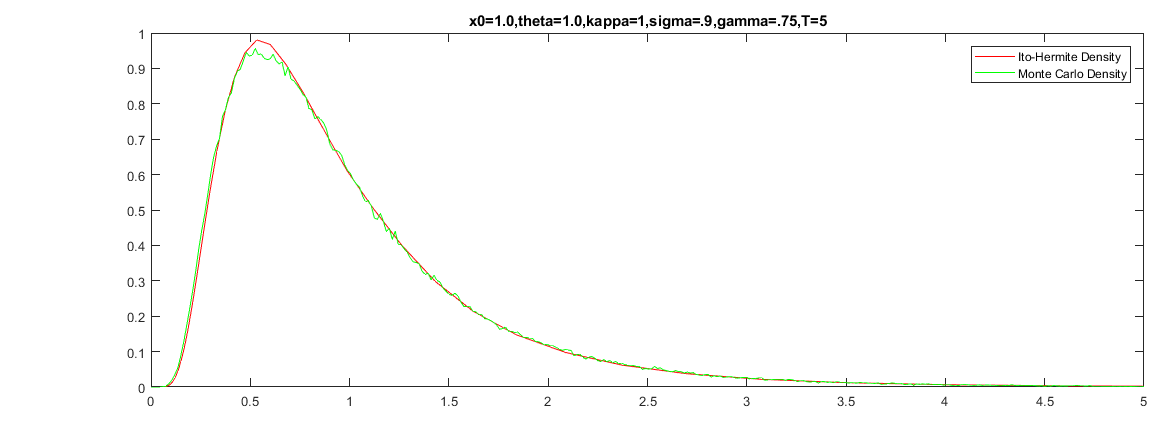 x0=1.0,theta=1.0,kappa=1,sigma=.9,gamma=.75,T=5
Ito-Hermite Density
Monte Carlo Density
1
0.9
0.8
0.7
0.6
0.5
0.4
0.3
0.2
0.1
0
0 0.5 1 1.5 2 2.5 3 3.5 4 4.5 5